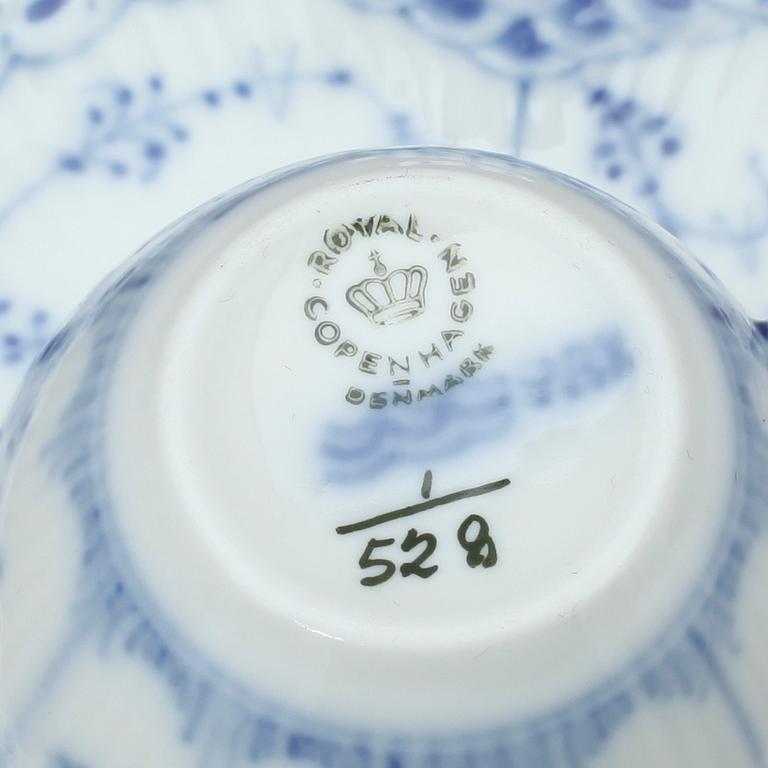 ROYAL
COPENHAGEN
DENMARK
1
528